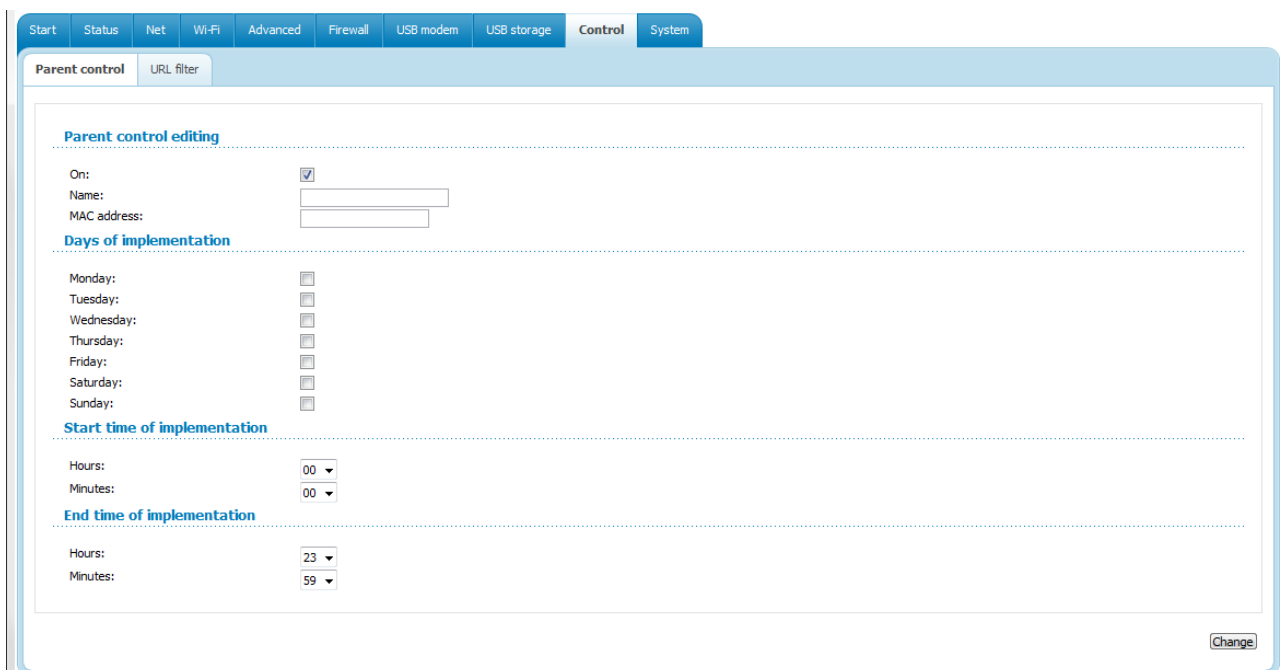 Start Status Net Wi-Fi Advanced Firewall USB modem USB storage Control System
Parent control URL filter
Parent control editing
On:
Name:
MAC address:
Days of implementation
Monday:
Tuesday:
Wednesday:
Thursday:
Friday:
Saturday:
Sunday:
Start time of implementation
Hours: 00
Minutes: 00
End time of implementation
Hours: 23
Minutes: 59
Change